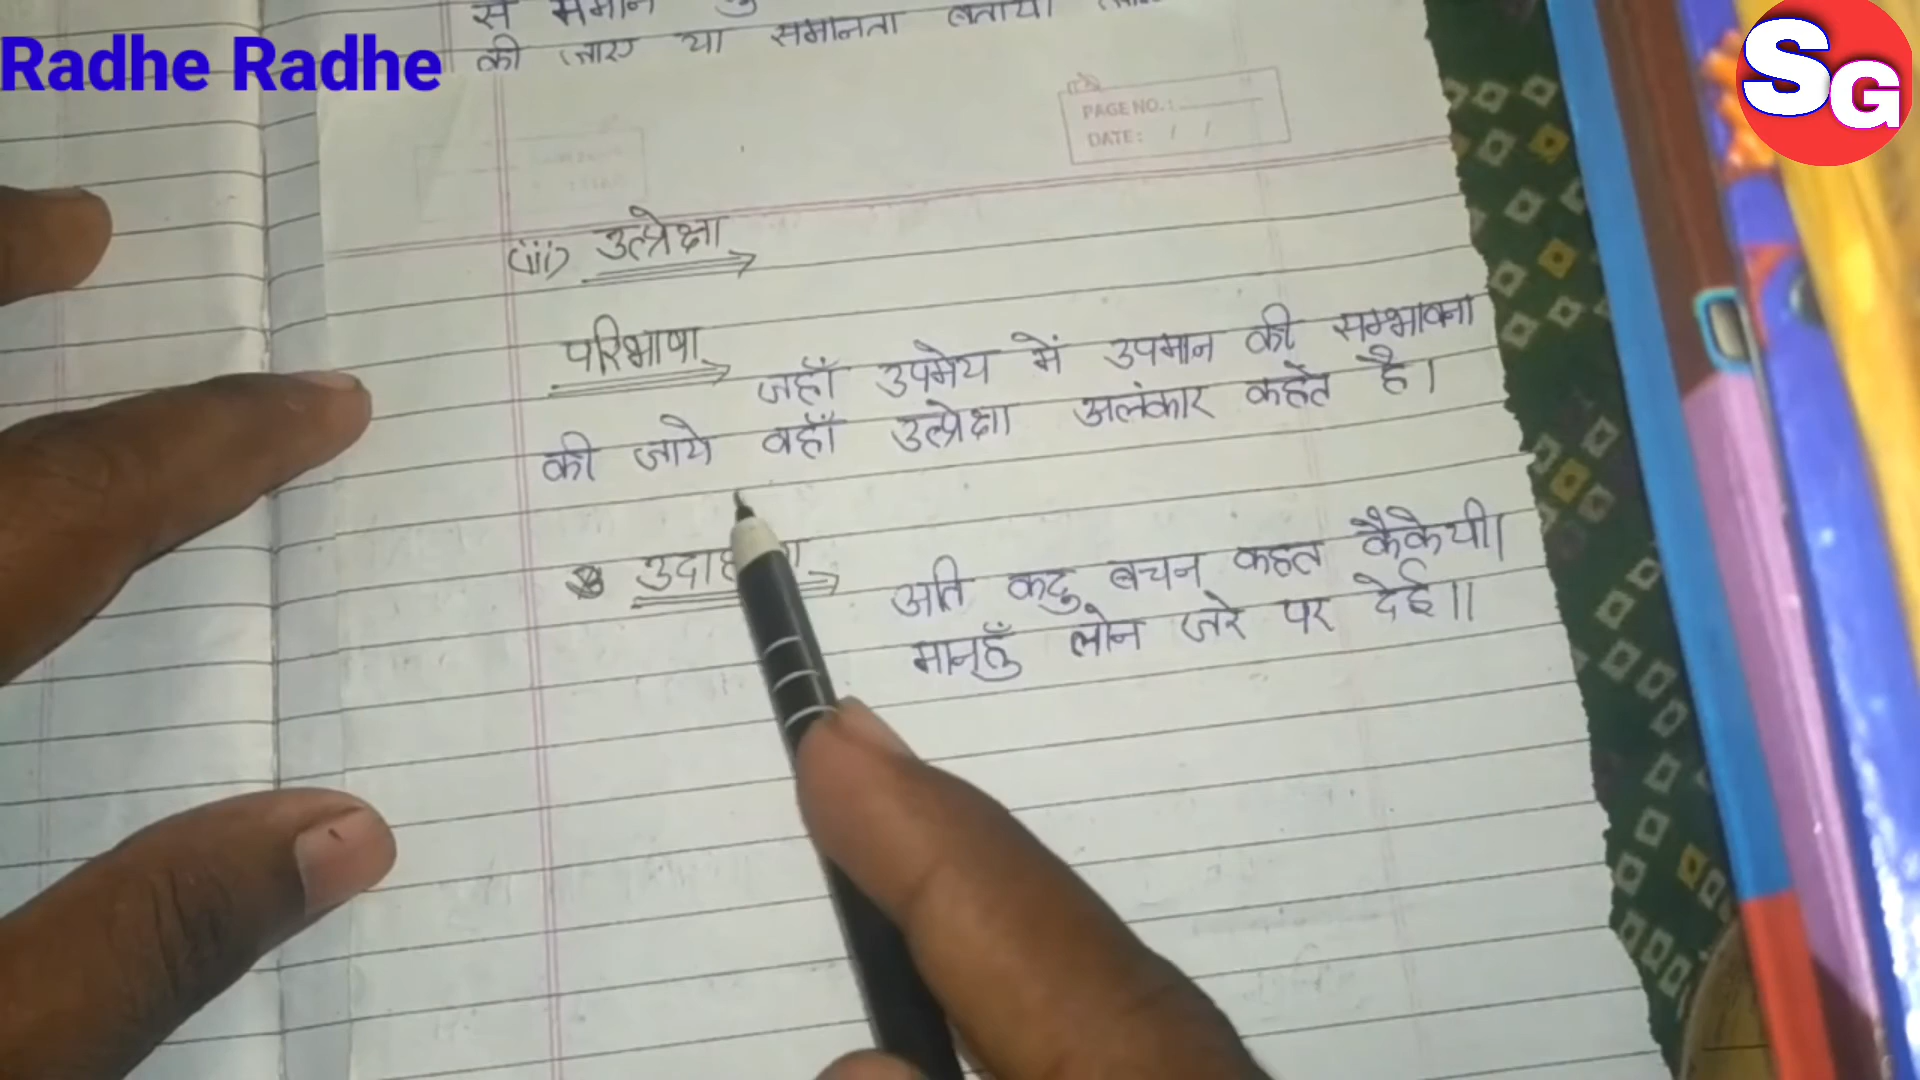 से समान
की जाए या समानता बतायी
Radhe Radhe
SG
PAGE NO.:
DATE: / /
(iii) उत्प्रेक्षा
परिभाषा जहाँ उपमेय में उपमान की सम्भावना
की जाये वहाँ उत्प्रेक्षा अलंकार कहते है।
अति कटु बचन कहत कैकेयी।
मानहुँ लोन जरे पर देई॥